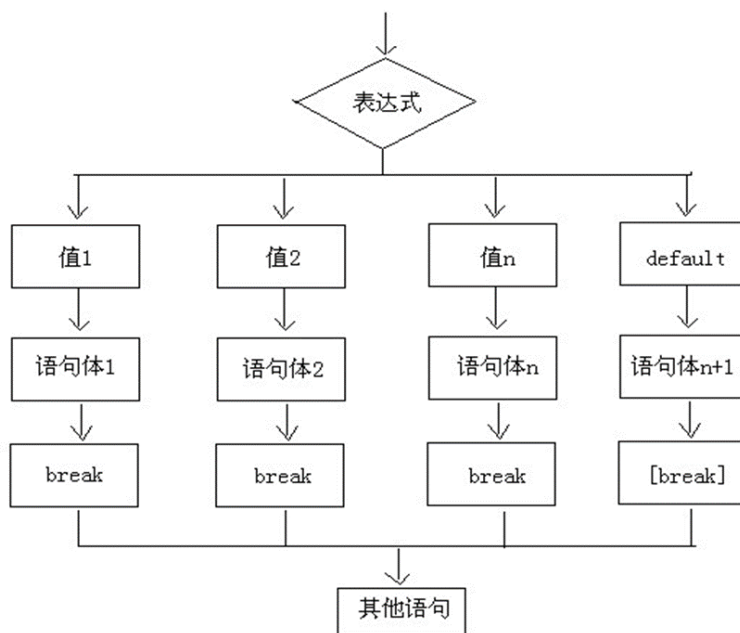 表达式
值1
值2
值n
default
语句体1
语句体2
语句体n
语句体n+1
break
break
break
[break]
其他语句